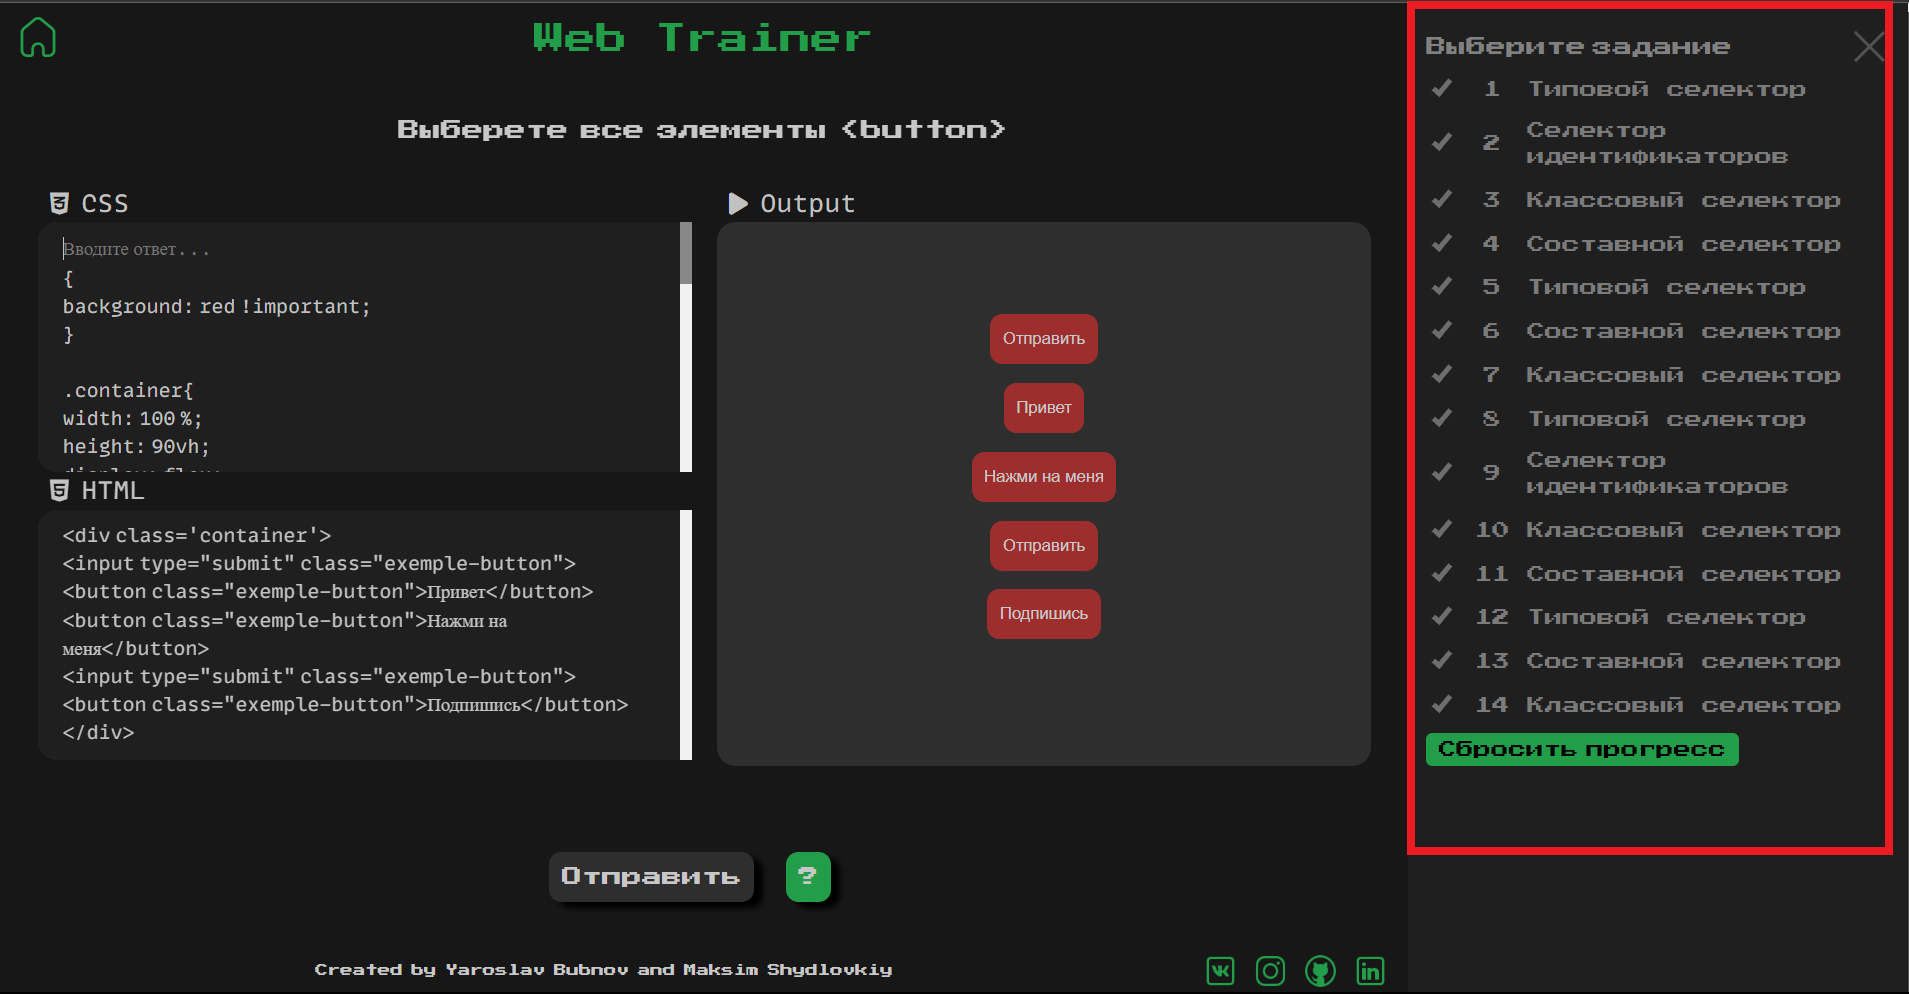 Web Trainer
Выберете все элементы <button>
CSS
Вводите ответ...
{
background: red !important;
}
.container{
width: 100%;
height: 90vh;
HTML
<div class='container'>
<input type="submit" class="exemple-button">
<button class="exemple-button">Привет</button>
<button class="exemple-button">Нажми на
меня</button>
<input type="submit" class="exemple-button">
<button class="exemple-button">Подпишись</button>
</div>
Output
Отправить
Привет
Нажми на меня
Отправить
Подпишись
Отправить
?
Created by Yaroslav Bubnov and Maksim Shydlovkiy
Выберите задание
1 Типовой селектор
2 Селектор
идентификаторов
3 Классовый селектор
4 Составной селектор
5 Типовой селектор
6 Составной селектор
7 Классовый селектор
8 Типовой селектор
9 Селектор
идентификаторов
10 Классовый селектор
11 Составной селектор
12 Типовой селектор
13 Составной селектор
14 Классовый селектор
Сбросить прогресс